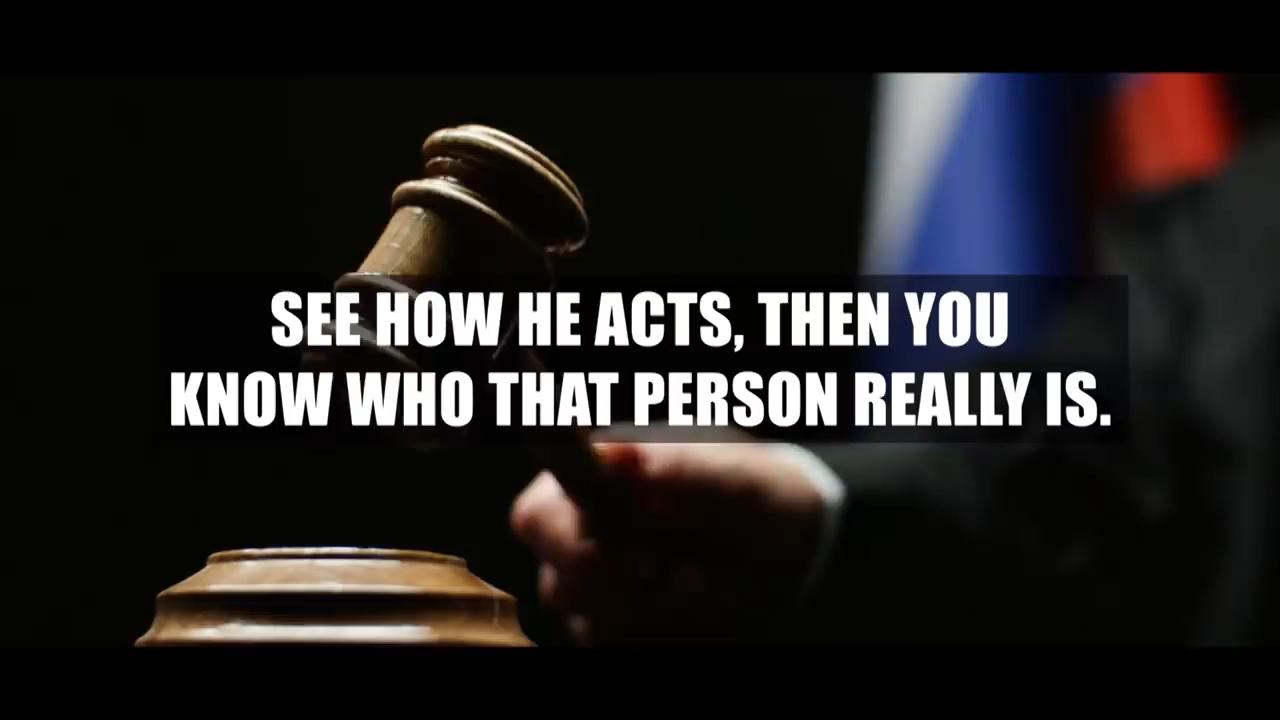 SEE HOW HE ACTS, THEN YOU
KNOW WHO THAT PERSON REALLY IS.